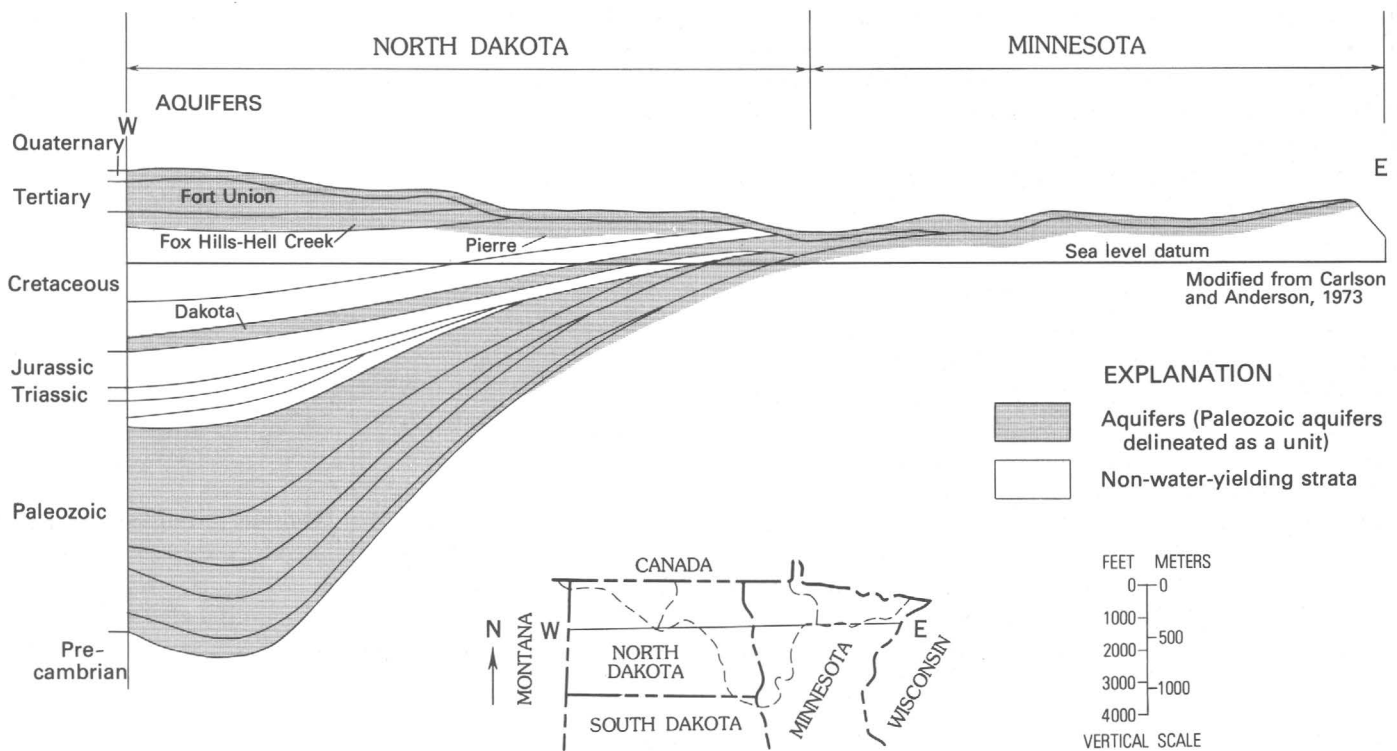 NORTH DAKOTA
MINNESOTA
AQUIFERS
W
E
Quaternary
Tertiary
Fort Union
Fox Hills-Hell Creek
Pierre
Sea level datum
Cretaceous
Modified from Carlson
and Anderson, 1973
Dakota
Jurassic
Triassic
Paleozoic
Pre-
cambrian
EXPLANATION
Aquifers (Paleozoic aquifers
delineated as a unit)
Non-water-yielding strata
CANADA
N
W
E
MONTANA
NORTH
DAKOTA
MINNESOTA
WISCONSIN
SOUTH DAKOTA
FEET METERS
0 0
1000
500
2000
3000
1000
4000
VERTICAL SCALE